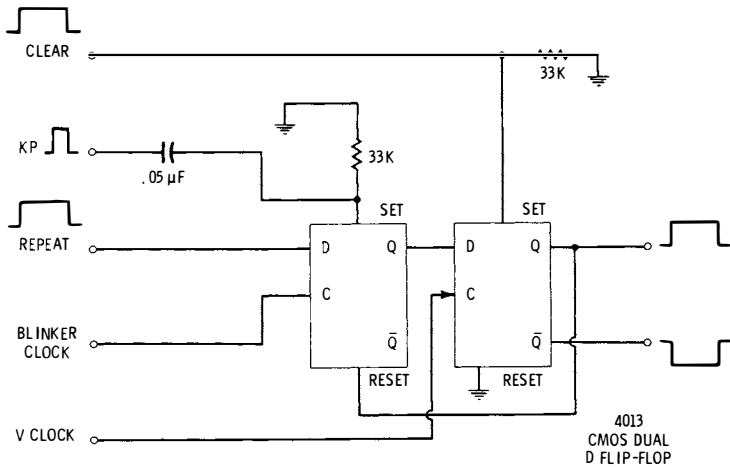 CLEAR
33K
KP
.05 µF
33K
REPEAT
SET
SET
D Q
D Q
C
C
Q̅
Q̅
BLINKER
CLOCK
RESET
RESET
V CLOCK
4013
CMOS DUAL
D FLIP-FLOP